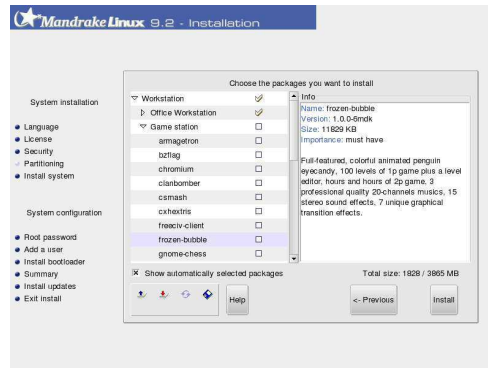 MandrakeLinux 9.2 - Installation
System installation
Language
License
Security
Partitioning
Install system
System configuration
Root password
Add a user
Install bootloader
Summary
Install updates
Exit install
Choose the packages you want to install
Workstation
Office Workstation
Game station
armagetron
bzflag
chromium
clanbomber
csmash
cxhextris
freeciv-client
frozen-bubble
gnome-chess
Info
Name: frozen-bubble
Version: 1.0.0-6mdk
Size: 11829 KB
Importance: must have
Full-featured, colorful animated penguin
eyecandy, 100 levels of 1p game plus a level
editor, hours and hours of 2p game, 3
professional quality 20-channels musics, 15
stereo sound effects, 7 unique graphical
transition effects.
Show automatically selected packages
Total size: 1828 / 3865 MB
Help
<- Previous
Install